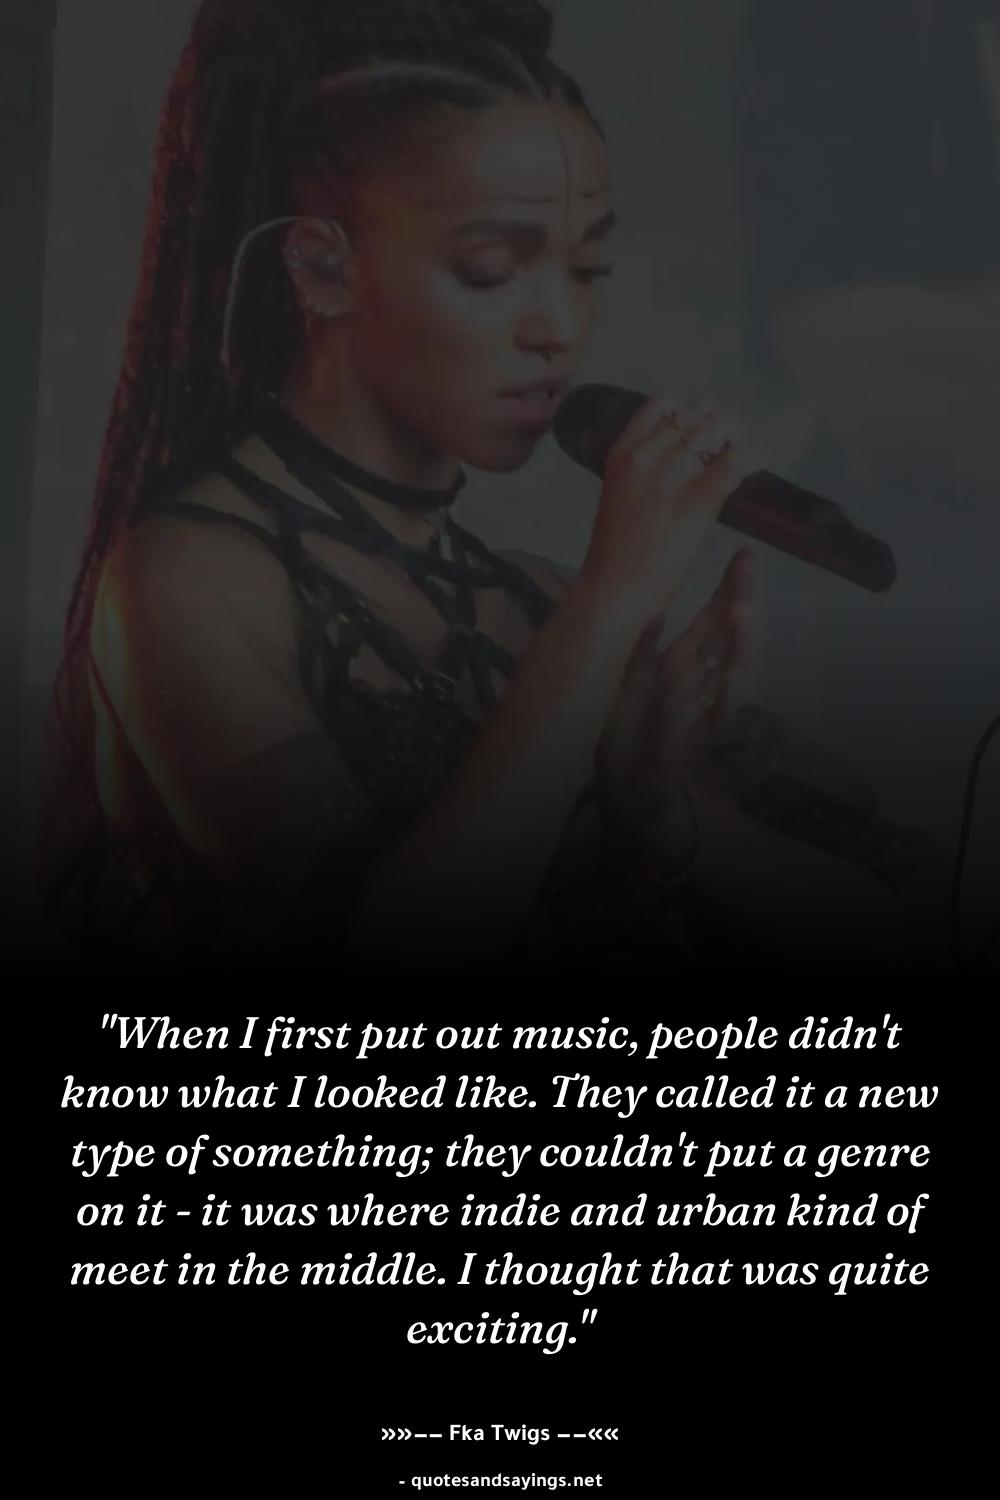 "When I first put out music, people didn't
know what I looked like. They called it a new
type of something; they couldn't put a genre
on it - it was where indie and urban kind of
meet in the middle. I thought that was quite
exciting."
»»–– Fka Twigs ––««
- quotesandsayings.net